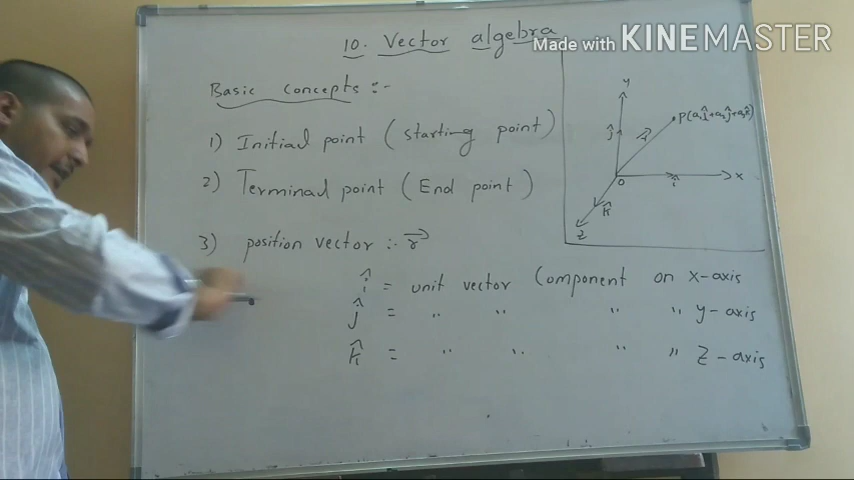 10. Vector algebra
Made with KINEMASTER
Basic Concepts :-
1) Initial point (starting point)
2) Terminal point (End point)
3) position vector :- r⃗
î = unit vector Component on x-axis
ĵ = " " " " y-axis
k̂ = " " " " Z-axis
y
ĵ
P(a₁î+a₂ĵ+a₃k̂)
r⃗
O
î
x
k̂
Z